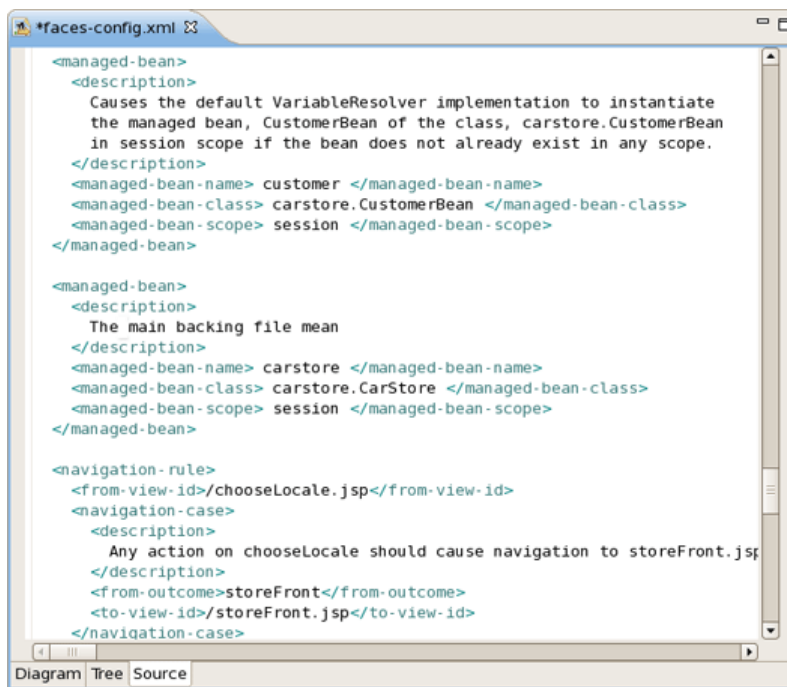 *faces-config.xml
<managed-bean>
<description>
Causes the default VariableResolver implementation to instantiate
the managed bean, CustomerBean of the class, carstore.CustomerBean
in session scope if the bean does not already exist in any scope.
</description>
<managed-bean-name> customer </managed-bean-name>
<managed-bean-class> carstore.CustomerBean </managed-bean-class>
<managed-bean-scope> session </managed-bean-scope>
</managed-bean>
<managed-bean>
<description>
The main backing file mean
</description>
<managed-bean-name> carstore </managed-bean-name>
<managed-bean-class> carstore.CarStore </managed-bean-class>
<managed-bean-scope> session </managed-bean-scope>
</managed-bean>
<navigation-rule>
<from-view-id>/chooseLocale.jsp</from-view-id>
<navigation-case>
<description>
Any action on chooseLocale should cause navigation to storeFront.jsp
</description>
<from-outcome>storeFront</from-outcome>
<to-view-id>/storeFront.jsp</to-view-id>
</navigation-case>
Diagram Tree Source